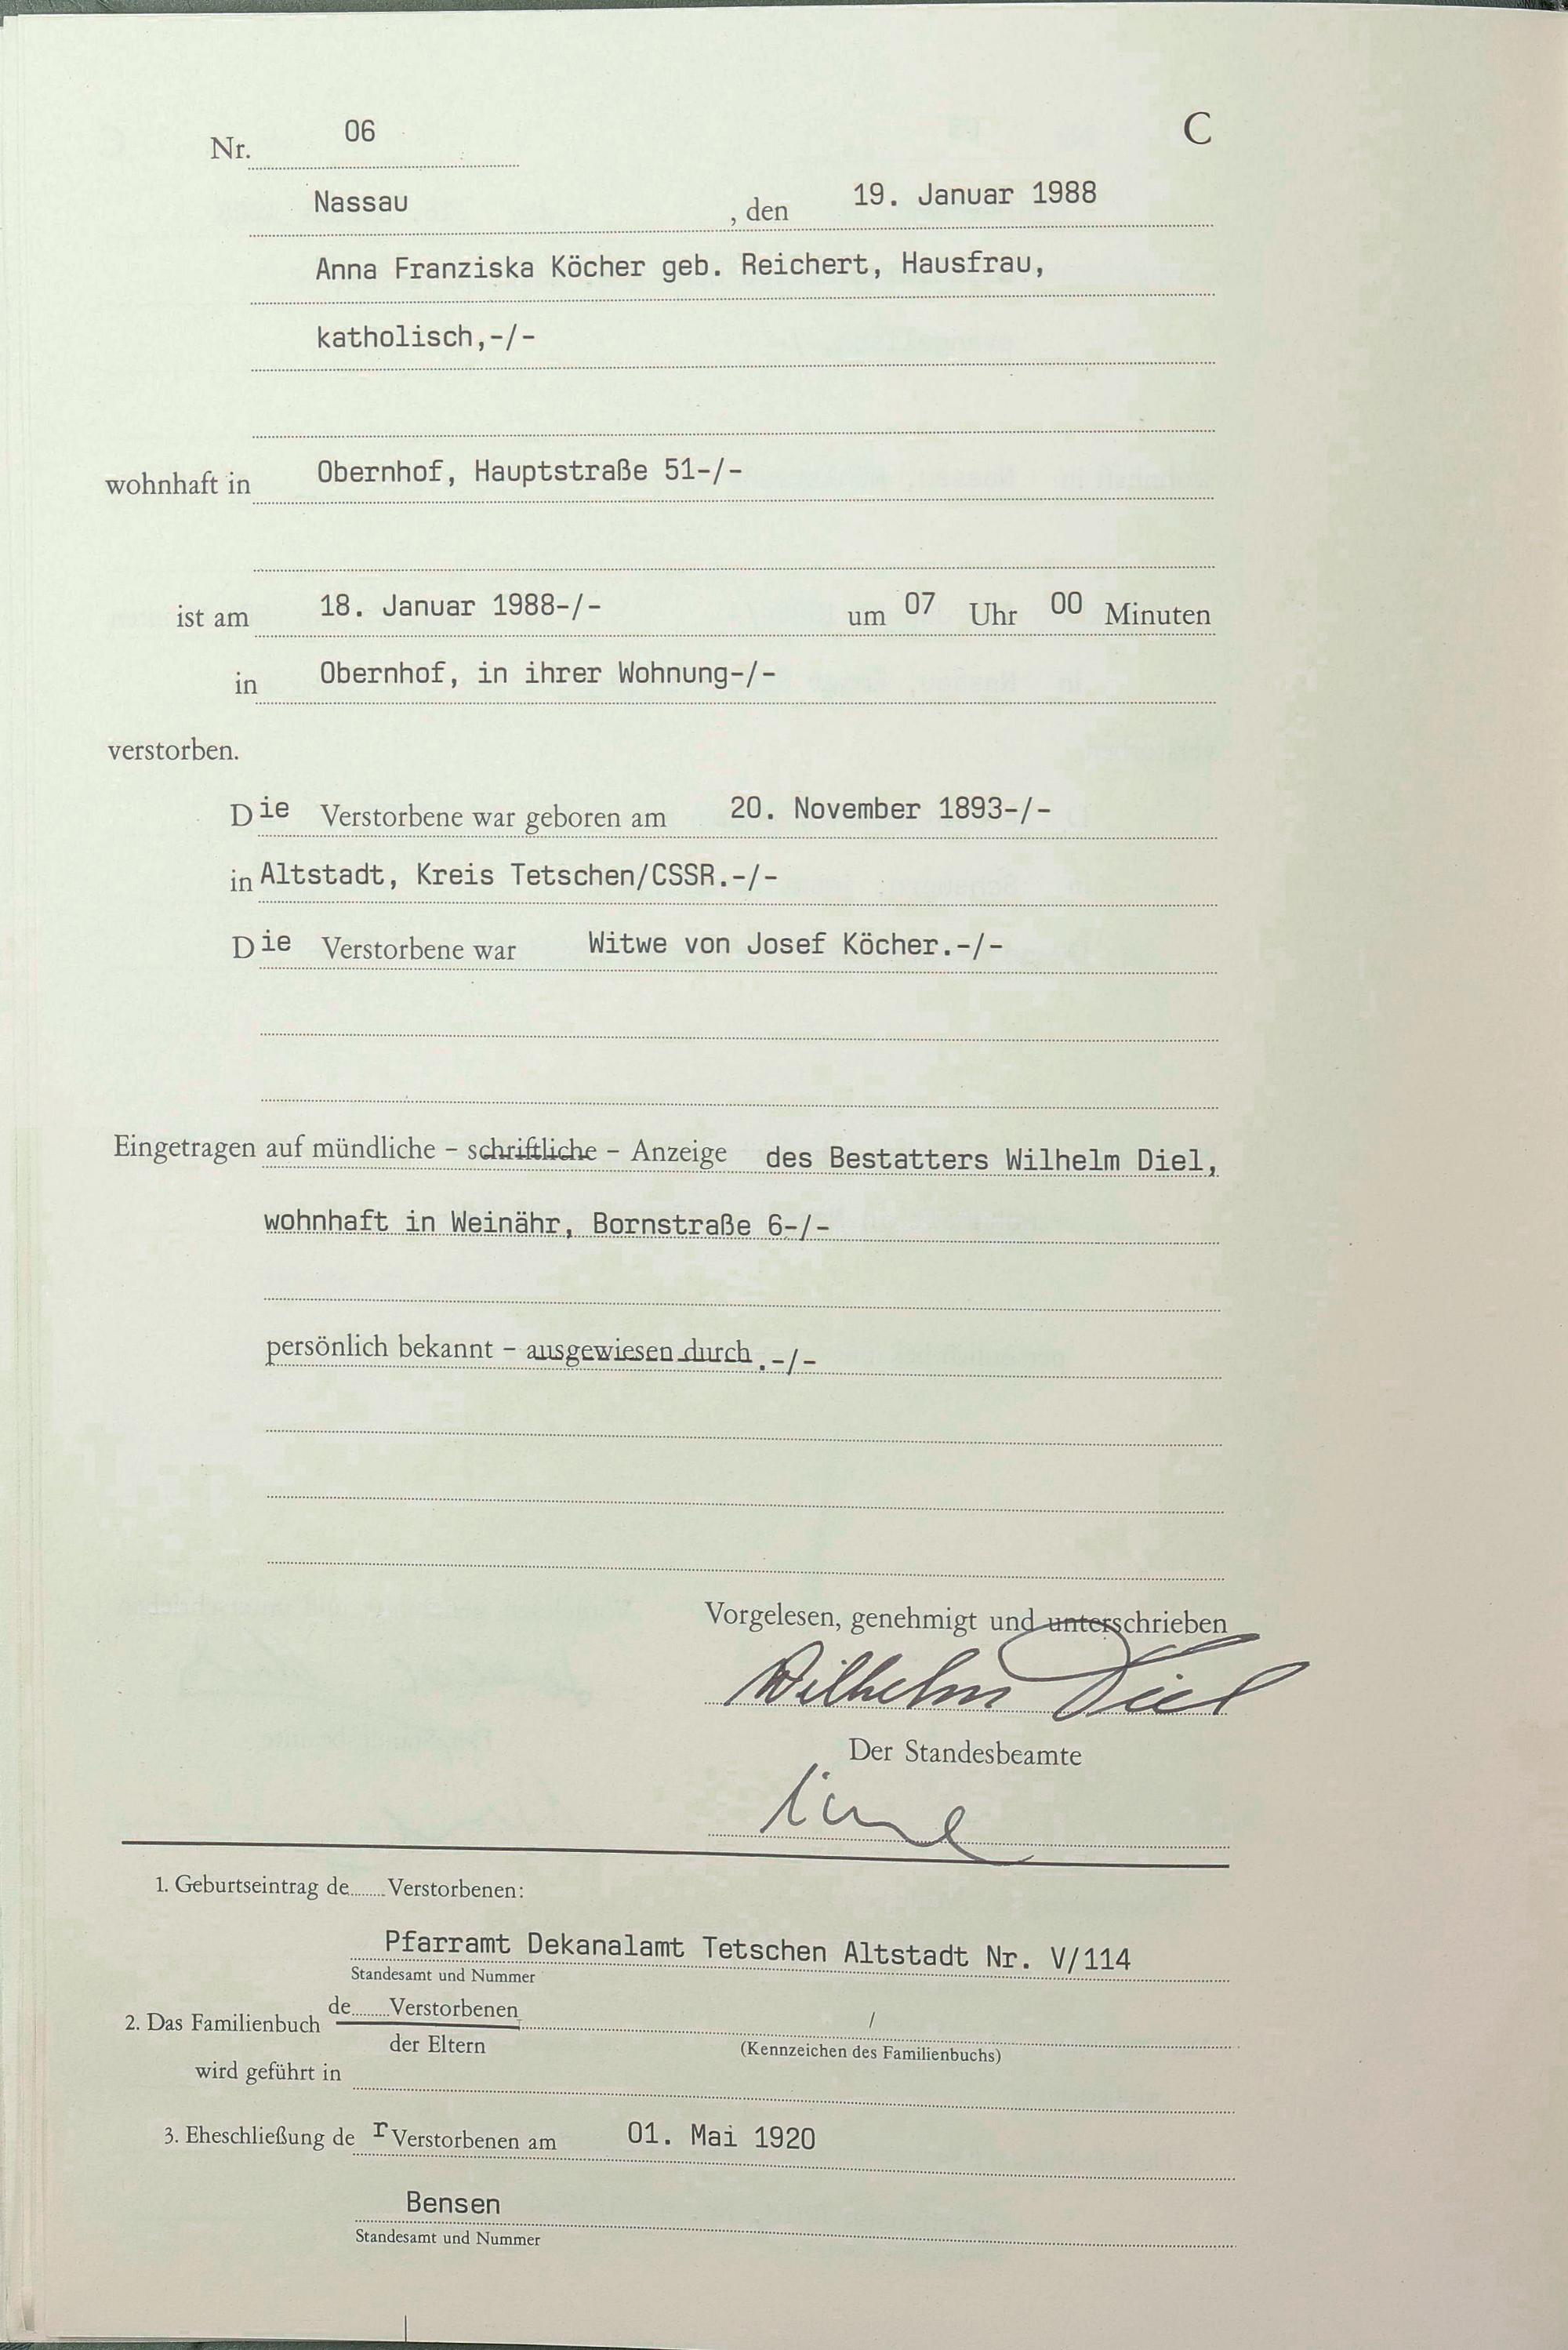 Nr. 06 C
Nassau, den 19. Januar 1988
Anna Franziska Köcher geb. Reichert, Hausfrau,
katholisch,-/-
wohnhaft in Obernhof, Hauptstraße 51-/-
ist am 18. Januar 1988-/- um 07 Uhr 00 Minuten
in Obernhof, in ihrer Wohnung-/-
verstorben.
Die Verstorbene war geboren am 20. November 1893-/-
in Altstadt, Kreis Tetschen/CSSR.-/-
Die Verstorbene war Witwe von Josef Köcher.-/-
Eingetragen auf mündliche - schriftliche - Anzeige des Bestatters Wilhelm Diel,
wohnhaft in Weinähr, Bornstraße 6-/-
persönlich bekannt - ausgewiesen durch .-/-
Vorgelesen, genehmigt und unterschrieben
Wilhelm Diel
Der Standesbeamte
1. Geburtseintrag de........Verstorbenen:
Pfarramt Dekanalamt Tetschen Altstadt Nr. V/114
Standesamt und Nummer
de........Verstorbenen
2. Das Familienbuch /
der Eltern (Kennzeichen des Familienbuchs)
wird geführt in
3. Eheschließung der Verstorbenen am 01. Mai 1920
Bensen
Standesamt und Nummer